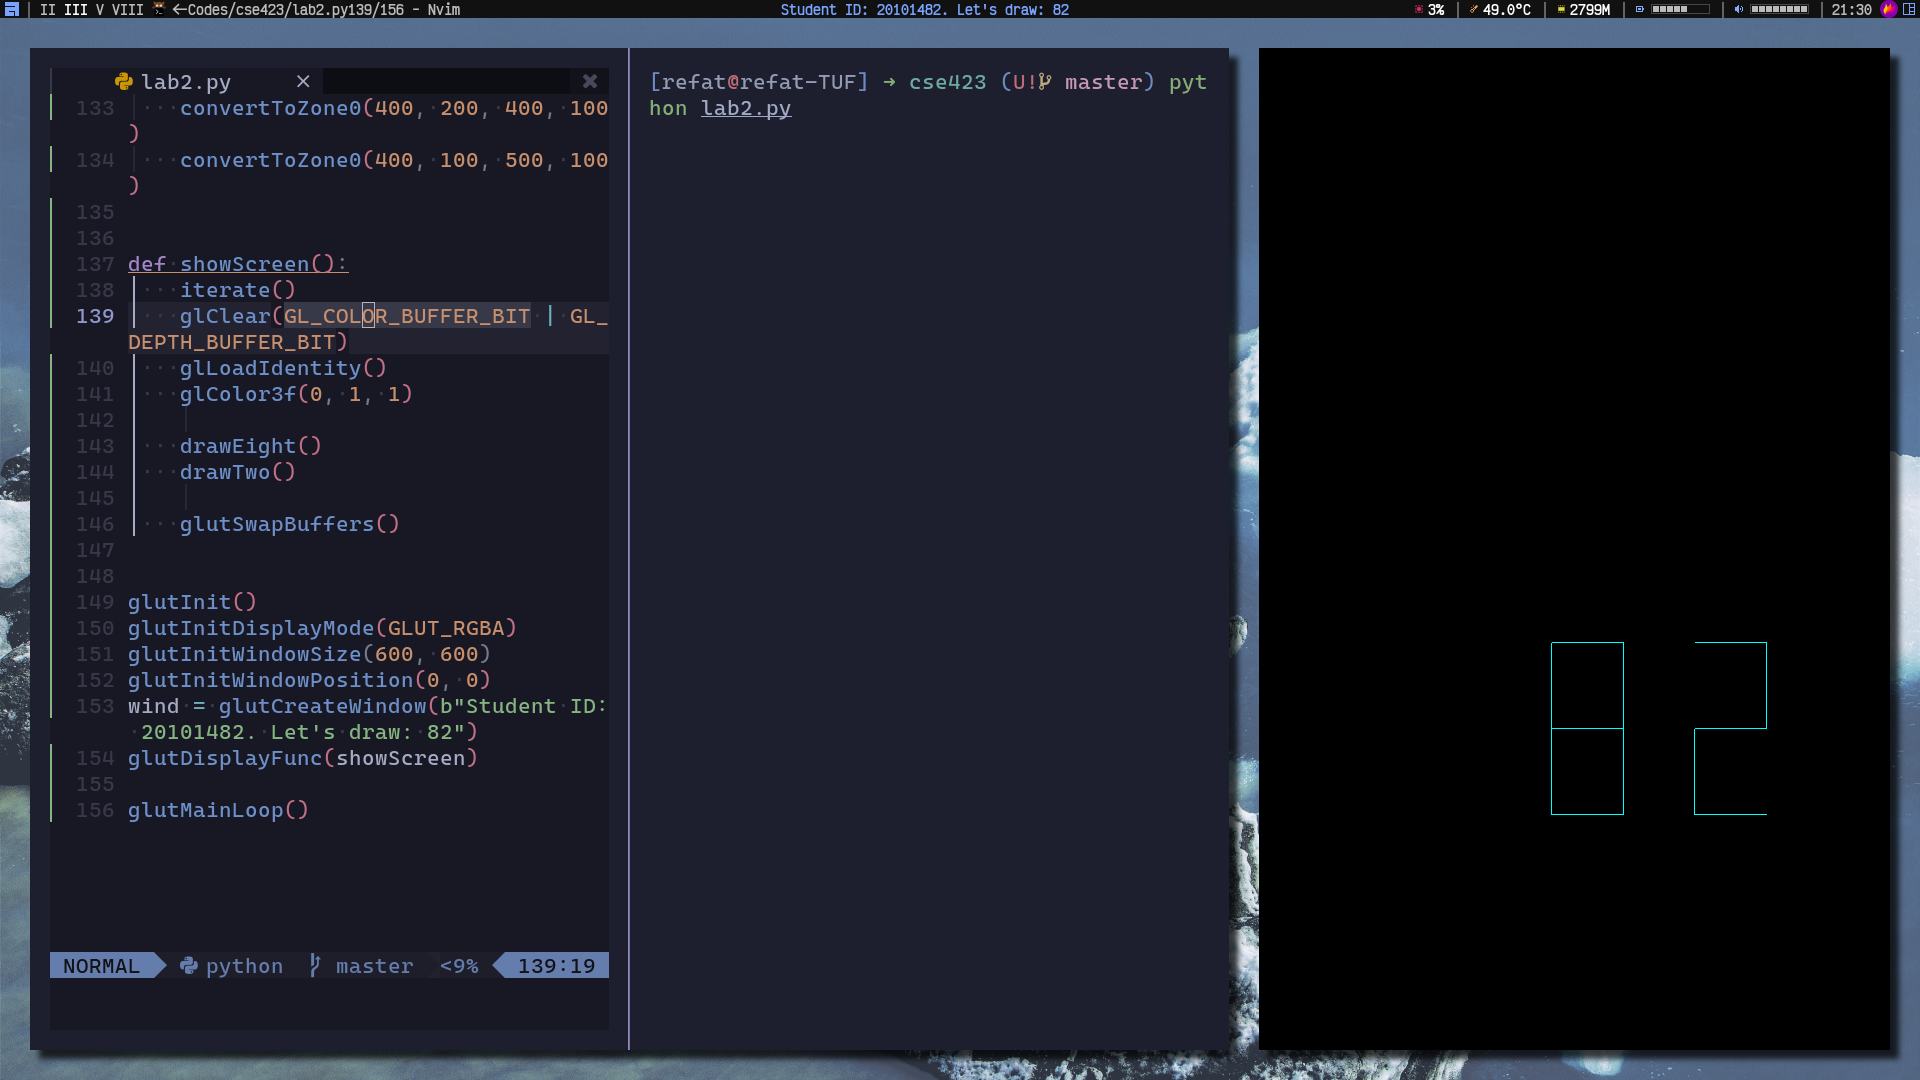 II III V VIII ←Codes/cse423/lab2.py139/156 - Nvim
Student ID: 20101482. Let's draw: 82
3% 49.0°C 2799M 21:30
lab2.py
133 convertToZone0(400, 200, 400, 100
)
134 convertToZone0(400, 100, 500, 100
)
135
136
137 def showScreen():
138 iterate()
139 glClear(GL_COLOR_BUFFER_BIT | GL_
DEPTH_BUFFER_BIT)
140 glLoadIdentity()
141 glColor3f(0, 1, 1)
142
143 drawEight()
144 drawTwo()
145
146 glutSwapBuffers()
147
148
149 glutInit()
150 glutInitDisplayMode(GLUT_RGBA)
151 glutInitWindowSize(600, 600)
152 glutInitWindowPosition(0, 0)
153 wind = glutCreateWindow(b"Student ID:
20101482. Let's draw: 82")
154 glutDisplayFunc(showScreen)
155
156 glutMainLoop()
NORMAL python master <9% 139:19
[refat@refat-TUF] → cse423 (U! master) pyt
hon lab2.py
82